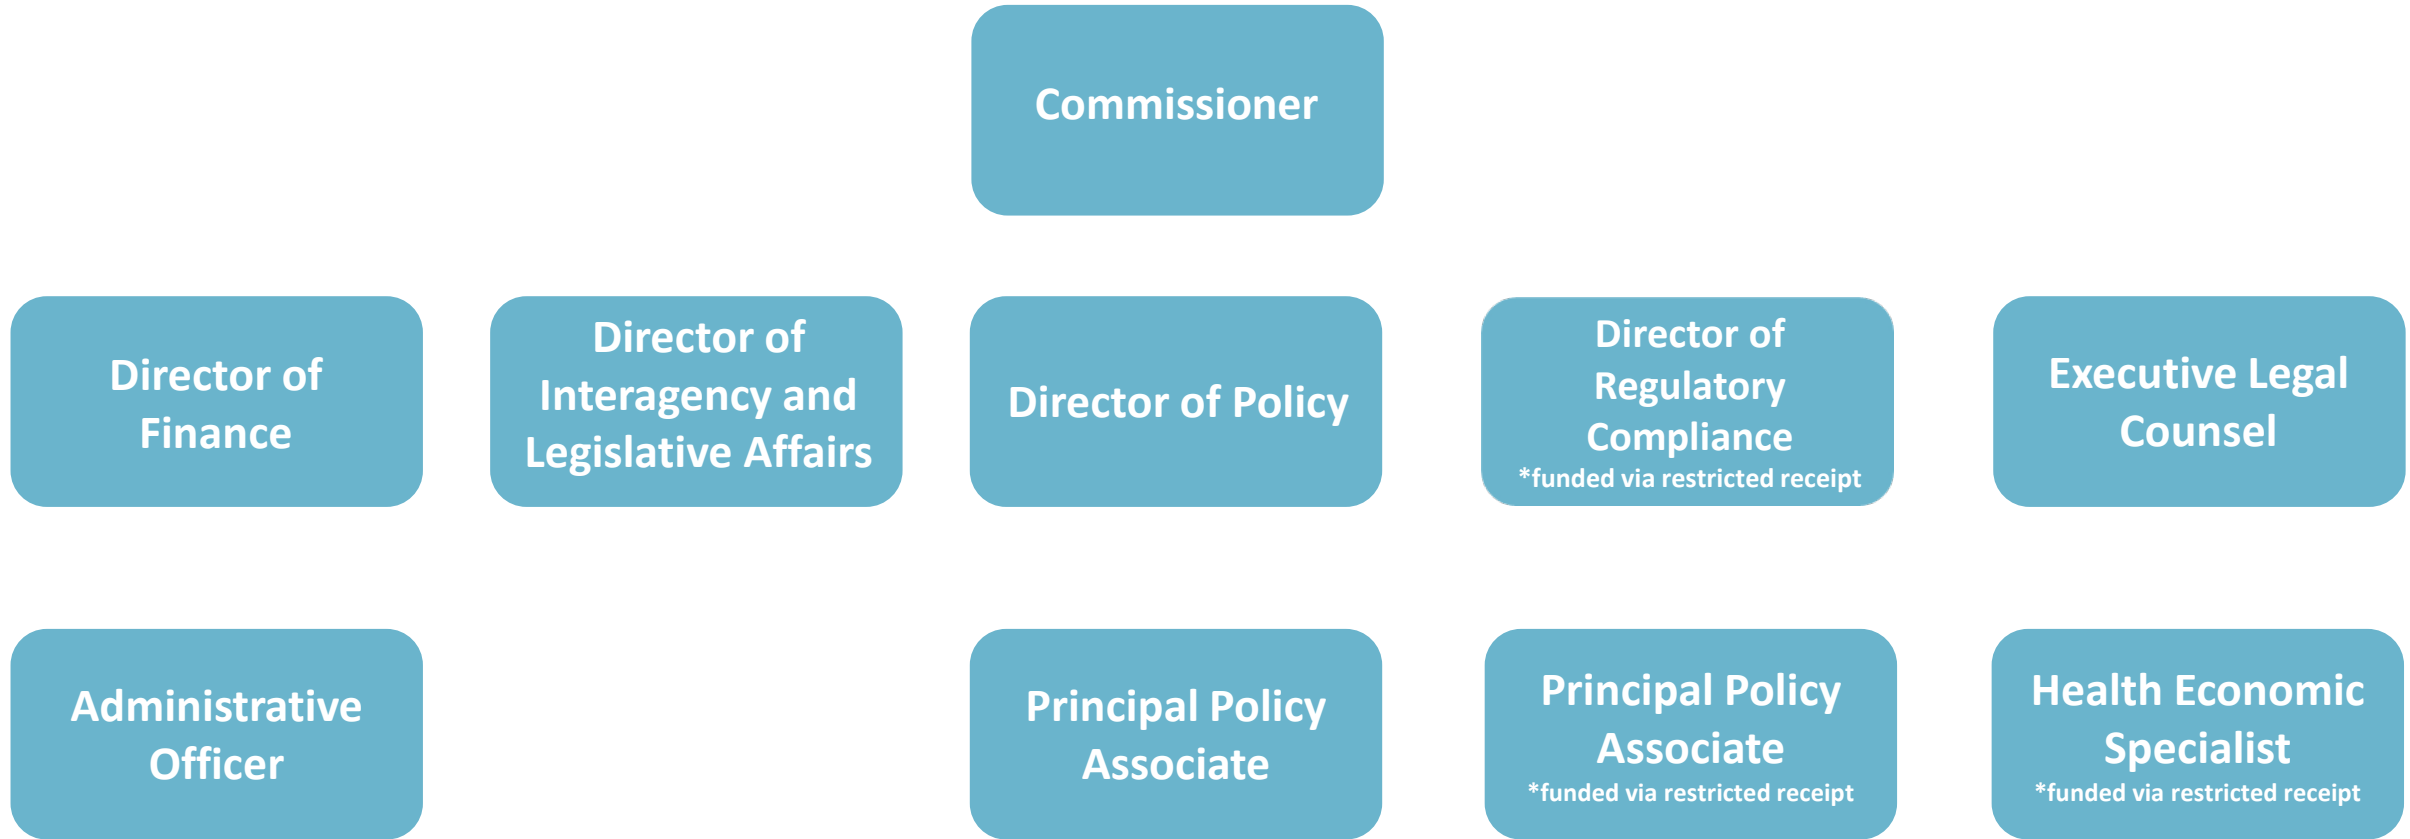 Commissioner
Director of
Finance
Director of
Interagency and
Legislative Affairs
Director of Policy
Director of
Regulatory
Compliance
*funded via restricted receipt
Executive Legal
Counsel
Administrative
Officer
Principal Policy
Associate
Principal Policy
Associate
*funded via restricted receipt
Health Economic
Specialist
*funded via restricted receipt